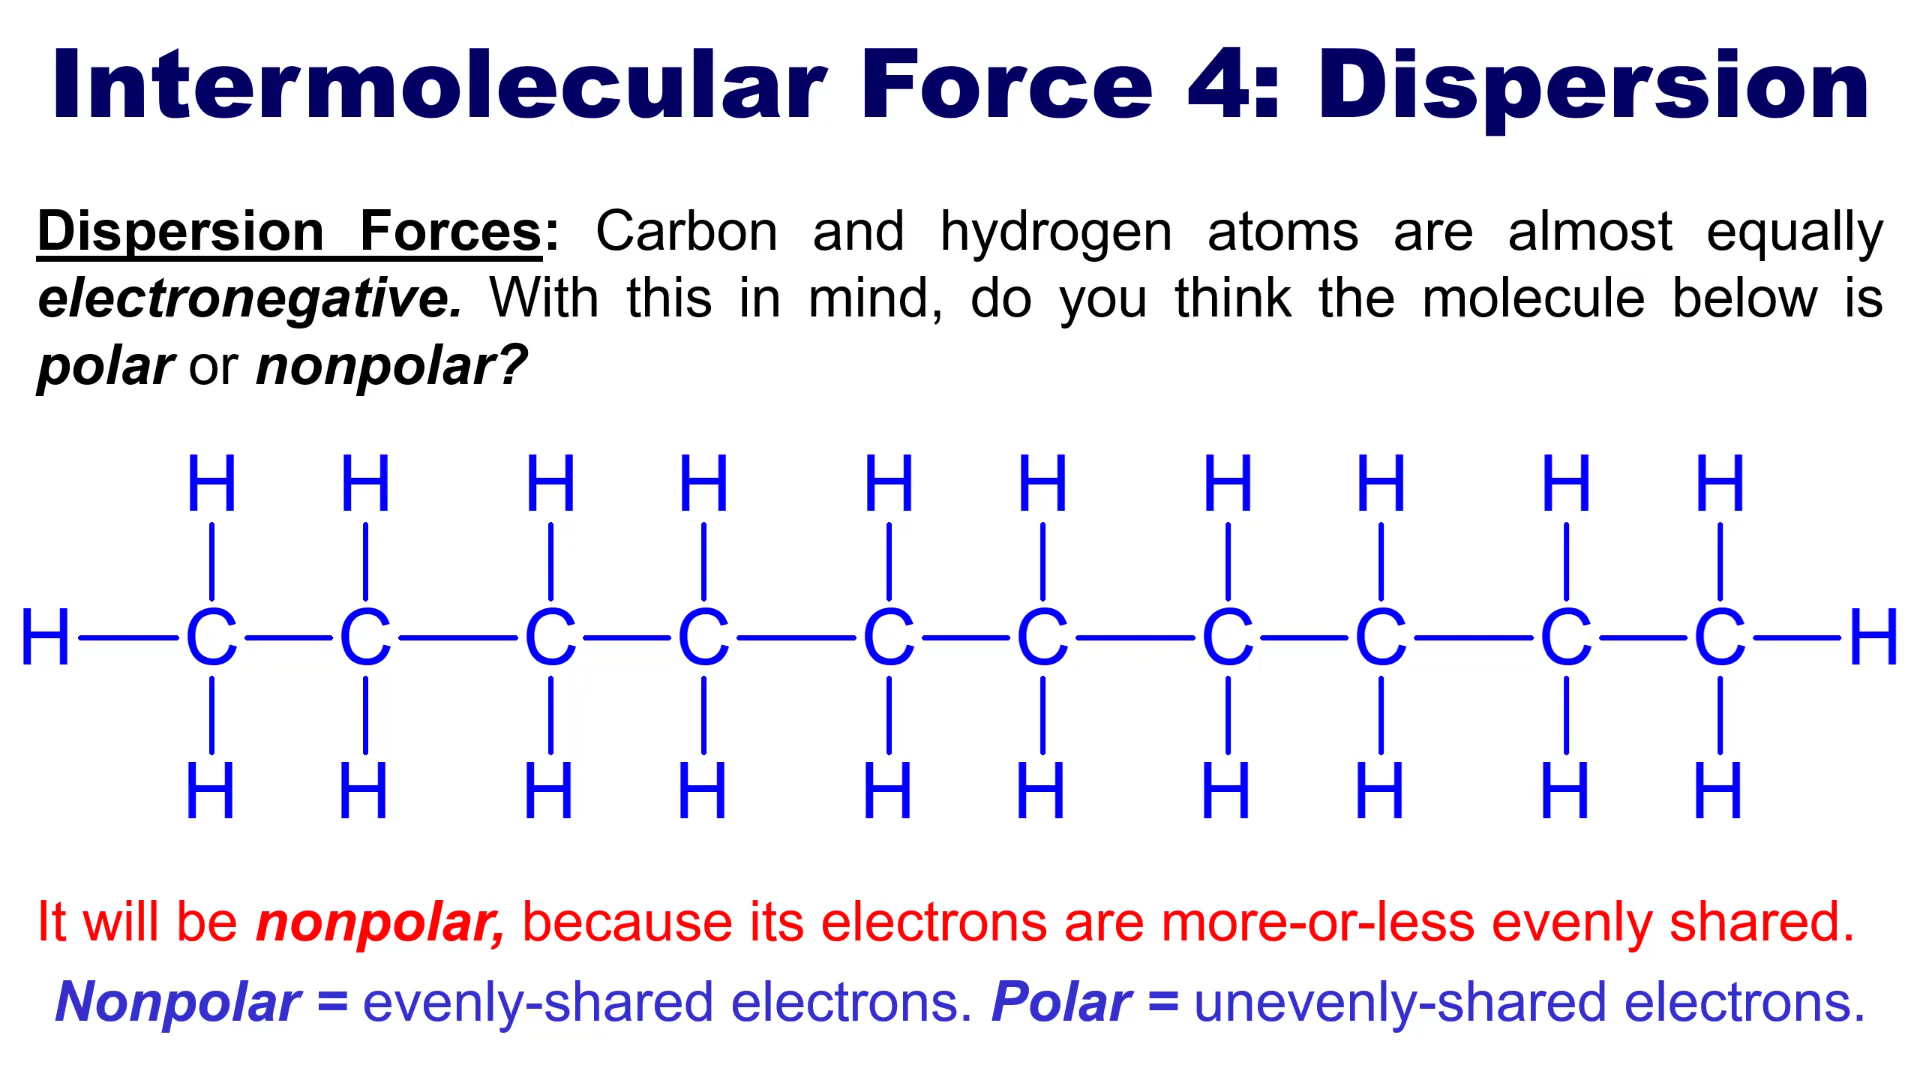 Intermolecular Force 4: Dispersion
Dispersion Forces: Carbon and hydrogen atoms are almost equally
electronegative. With this in mind, do you think the molecule below is
polar or nonpolar?
H H H H H H H H H H
H C C C C C C C C C C H
H H H H H H H H H H
It will be nonpolar, because its electrons are more-or-less evenly shared.
Nonpolar = evenly-shared electrons. Polar = unevenly-shared electrons.